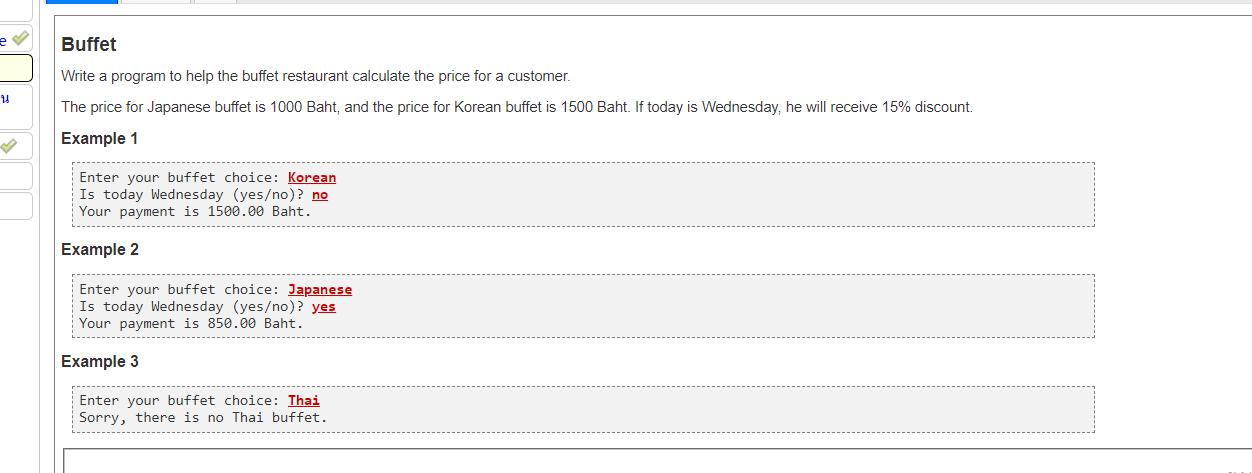 e
น
Buffet
Write a program to help the buffet restaurant calculate the price for a customer.
The price for Japanese buffet is 1000 Baht, and the price for Korean buffet is 1500 Baht. If today is Wednesday, he will receive 15% discount.
Example 1
Enter your buffet choice: Korean
Is today Wednesday (yes/no)? no
Your payment is 1500.00 Baht.
Example 2
Enter your buffet choice: Japanese
Is today Wednesday (yes/no)? yes
Your payment is 850.00 Baht.
Example 3
Enter your buffet choice: Thai
Sorry, there is no Thai buffet.